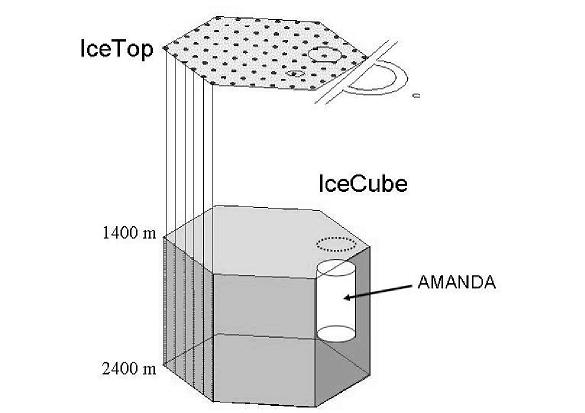 IceTop
IceCube
1400 m
AMANDA
2400 m